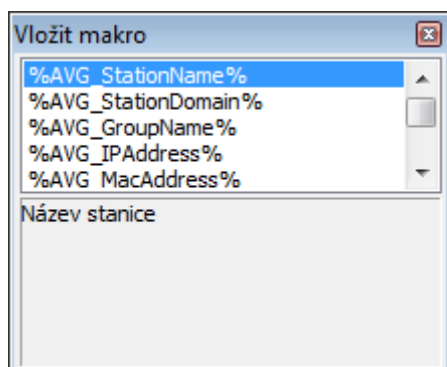 Vložit makro
%AVG_StationName%
%AVG_StationDomain%
%AVG_GroupName%
%AVG_IPAddress%
%AVG_MacAddress%
Název stanice